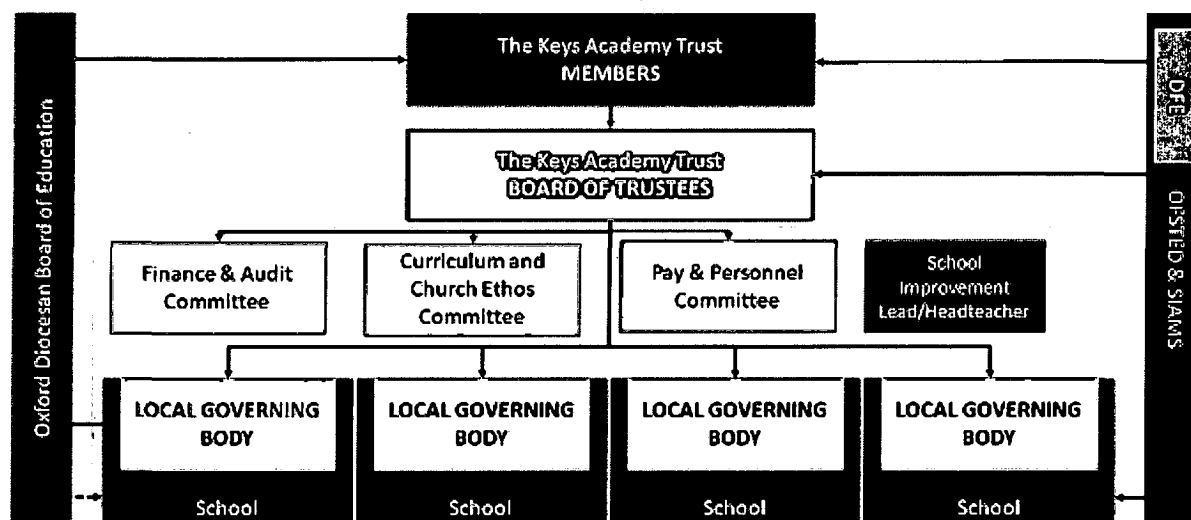 The Keys Academy Trust
MEMBERS
DFE
Oxford Diocesan Board of Education
The Keys Academy Trust
BOARD OF TRUSTEES
OFSTED & SIAMS
Finance & Audit
Committee
Curriculum and
Church Ethos
Committee
Pay & Personnel
Committee
School
Improvement
Lead/Headteacher
LOCAL GOVERNING
BODY
School
LOCAL GOVERNING
BODY
School
LOCAL GOVERNING
BODY
School
LOCAL GOVERNING
BODY
School